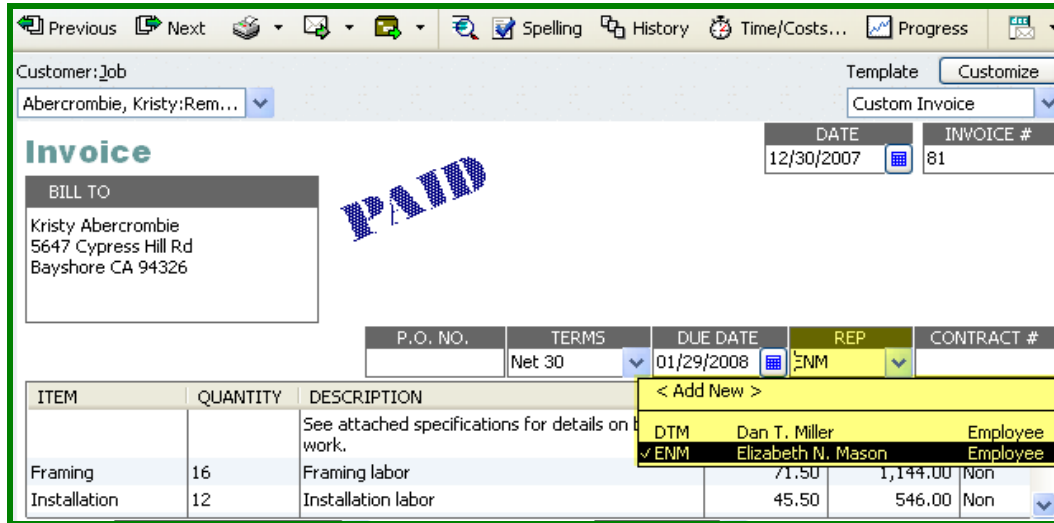 Previous Next Spelling History Time/Costs... Progress
Customer:Job Template Customize
Abercrombie, Kristy:Rem... Custom Invoice
Invoice DATE INVOICE #
12/30/2007 81
BILL TO
PAID
Kristy Abercrombie
5647 Cypress Hill Rd
Bayshore CA 94326
P.O. NO. TERMS DUE DATE REP CONTRACT #
Net 30 01/29/2008 ENM
< Add New >
DTM Dan T. Miller Employee
✓ ENM Elizabeth N. Mason Employee
ITEM QUANTITY DESCRIPTION
See attached specifications for details on
work.
Framing 16 Framing labor 71.50 1,144.00 Non
Installation 12 Installation labor 45.50 546.00 Non